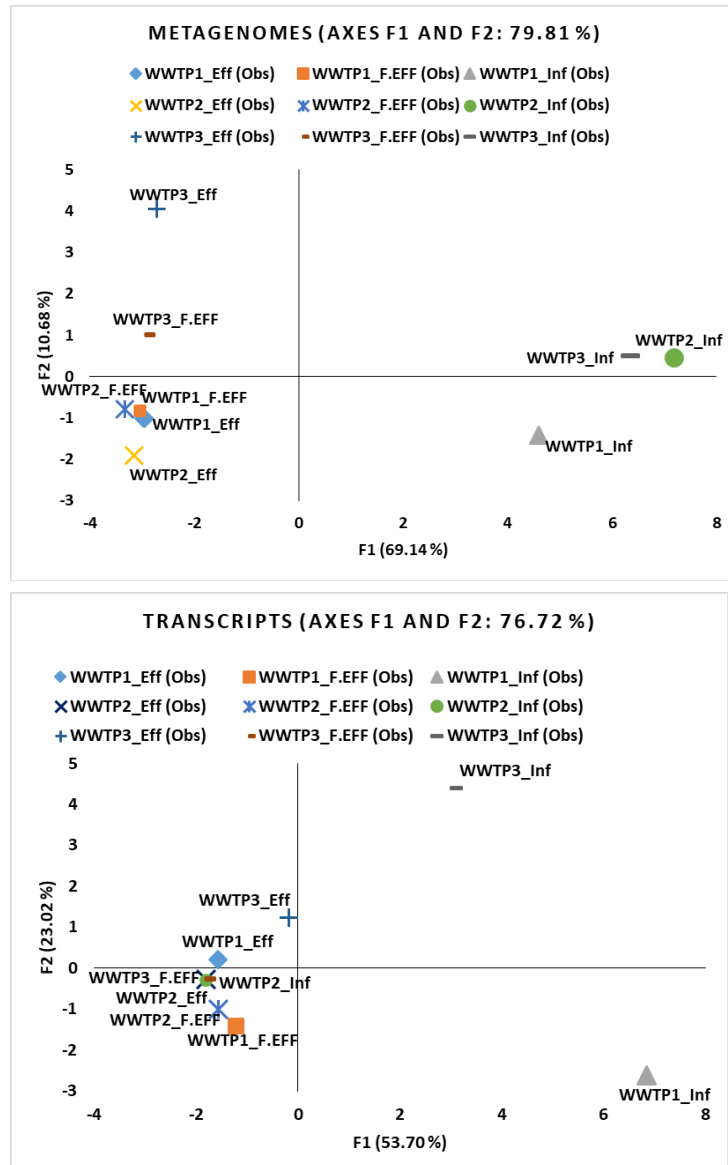 METAGENOMES (AXES F1 AND F2: 79.81 %)
WWTP1_Eff (Obs) WWTP1_F.EFF (Obs) WWTP1_Inf (Obs)
WWTP2_Eff (Obs) WWTP2_F.EFF (Obs) WWTP2_Inf (Obs)
WWTP3_Eff (Obs) WWTP3_F.EFF (Obs) WWTP3_Inf (Obs)
5
WWTP3_Eff
4
3
2
WWTP3_F.EFF
1
WWTP2_Inf
WWTP3_Inf
0
WWTP2_F.EFF
WWTP1_F.EFF
-1
WWTP1_Eff
WWTP1_Inf
-2
WWTP2_Eff
-3
F2 (10.68 %)
-4 -2 0 2 4 6 8
F1 (69.14 %)
TRANSCRIPTS (AXES F1 AND F2: 76.72 %)
WWTP1_Eff (Obs) WWTP1_F.EFF (Obs) WWTP1_Inf (Obs)
WWTP2_Eff (Obs) WWTP2_F.EFF (Obs) WWTP2_Inf (Obs)
WWTP3_Eff (Obs) WWTP3_F.EFF (Obs) WWTP3_Inf (Obs)
5
WWTP3_Inf
4
3
2
WWTP3_Eff
1
WWTP1_Eff
0
WWTP3_F.EFF
WWTP2_Inf
WWTP2_Eff
-1
WWTP2_F.EFF
WWTP1_F.EFF
-2
-3
WWTP1_Inf
F2 (23.02 %)
-4 -2 0 2 4 6 8
F1 (53.70 %)